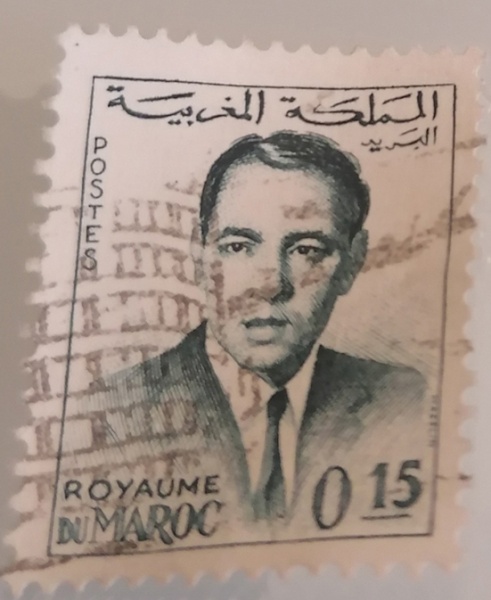 المملكة المغربية
البريد
POSTES
ROYAUME
DU MAROC
0 15